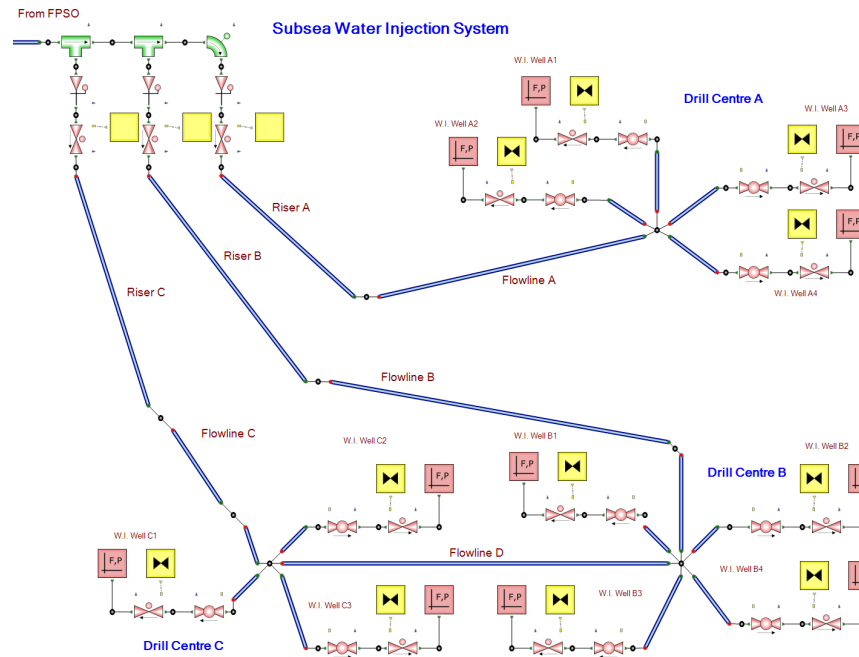 From FPSO
Subsea Water Injection System
W.I. Well A1
F,P
Drill Centre A
W.I. Well A3
W.I. Well A2
F,P
F,P
F,P
Riser A
Riser B
Flowline A
W.I. Well A4
Riser C
Flowline B
Flowline C
W.I. Well C2
W.I. Well B1
W.I. Well B2
F,P
F,P
Drill Centre B
W.I. Well C1
F,P
Flowline D
W.I. Well B4
W.I. Well C3
F,P
F,P
W.I. Well B3
Drill Centre C